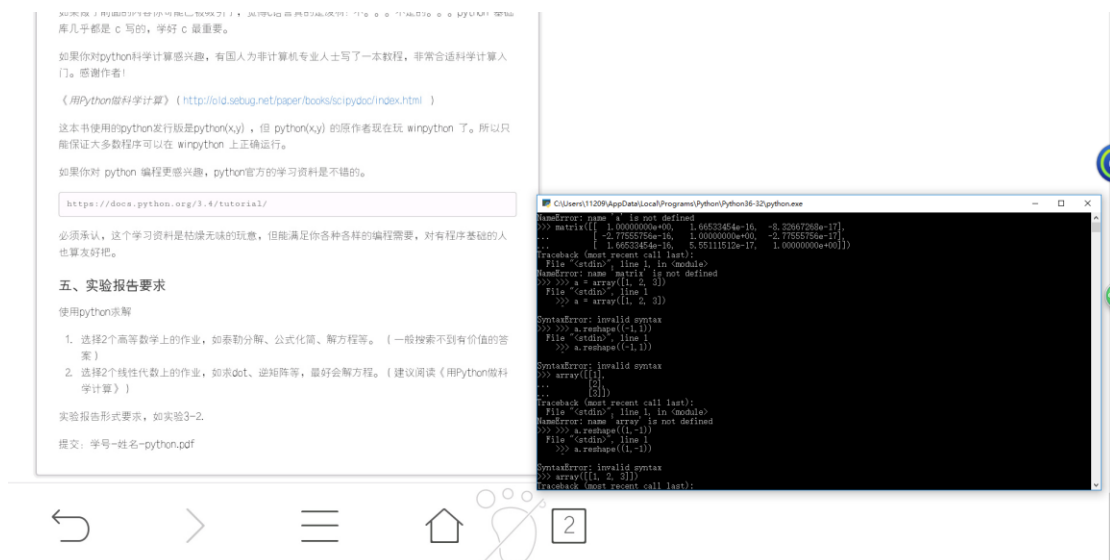 库几乎都是 c 写的，学好 c 最重要。
如果你对python科学计算感兴趣，有国人为非计算机专业人士写了一本教程，非常合适科学计算入
门。感谢作者！
《 用Python做科学计算》（ http://old.sebug.net/paper/books/scipydoc/index.html ）
这本书使用的python发行版是python(x,y) ，但 python(x,y) 的原作者现在玩 winpython 了。所以只
能保证大多数程序可以在 winpython 上正确运行。
如果你对 python 编程更感兴趣，python官方的学习资料是不错的。
https://docs.python.org/3.4/tutorial/
必须承认，这个学习资料是枯燥无味的玩意，但能满足你各种各样的编程需要，对有程序基础的人
也算友好把。
五、实验报告要求
使用python求解
1. 选择2个高等数学上的作业，如泰勒分解、公式化简、解方程等。（一般搜索不到有价值的答
案）
2. 选择2个线性代数上的作业，如求dot、逆矩阵等，最好会解方程。（建议阅读《用Python做科
学计算》）
实验报告形式要求，如实验3-2.
提交：学号-姓名-python.pdf
2
C:\Users\11209\AppData\Local\Programs\Python\Python36-32\python.exe
NameError: name 'a' is not defined
>>> matrix([[ 1.00000000e+00, 1.66533454e-16, -8.32667268e-17],
... [ -2.77555756e-16, 1.00000000e+00, -2.77555756e-17],
... [ 1.66533454e-16, 5.55111512e-17, 1.00000000e+00]])
Traceback (most recent call last):
File "<stdin>", line 1, in <module>
NameError: name 'matrix' is not defined
>>> >>> a = array([1, 2, 3])
File "<stdin>", line 1
>>> a = array([1, 2, 3])
^
SyntaxError: invalid syntax
>>> >>> a.reshape((-1,1))
File "<stdin>", line 1
>>> a.reshape((-1,1))
^
SyntaxError: invalid syntax
>>> array([[1],
... [2],
... [3]])
Traceback (most recent call last):
File "<stdin>", line 1, in <module>
NameError: name 'array' is not defined
>>> >>> a.reshape((1,-1))
File "<stdin>", line 1
>>> a.reshape((1,-1))
^
SyntaxError: invalid syntax
>>> array([[1, 2, 3]])
Traceback (most recent call last):